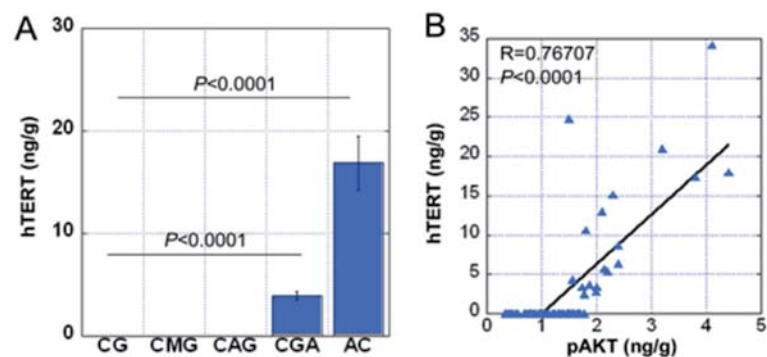 A
hTERT (ng/g)
30
20
10
0
P<0.0001
P<0.0001
CG CMG CAG CGA AC
B
hTERT (ng/g)
35
30
25
20
15
10
5
0
R=0.76707
P<0.0001
0 1 2 3 4 5
pAKT (ng/g)